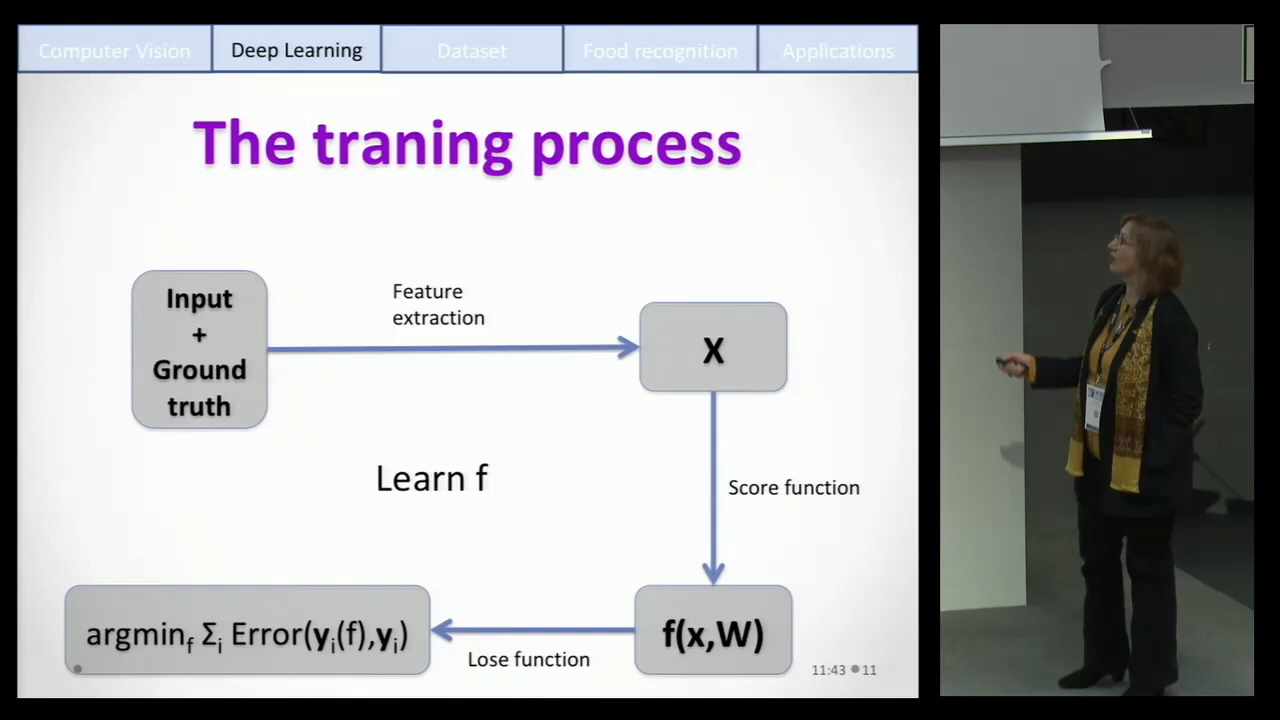 Computer Vision
Deep Learning
Dataset
Food recognition
Applications
The traning process
Input
+
Ground
truth
Feature
extraction
X
Learn f
Score function
argminf Σi Error(yi(f),yi)
Lose function
f(x,W)
11:43
11